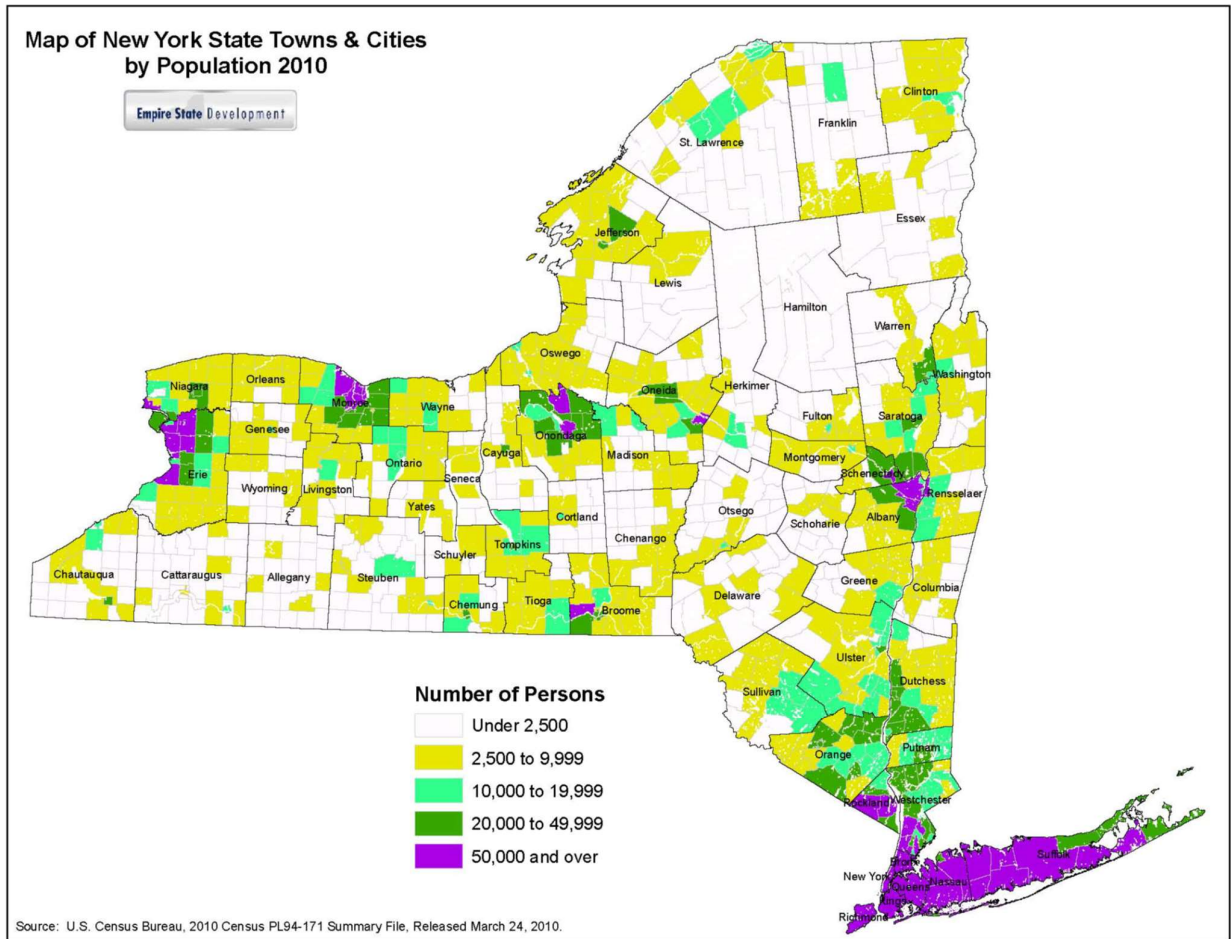 Map of New York State Towns & Cities
by Population 2010
Empire State Development
Clinton
Franklin
St. Lawrence
Essex
Jefferson
Lewis
Hamilton
Warren
Oswego
Washington
Niagara
Orleans
Monroe
Wayne
Oneida
Herkimer
Fulton
Saratoga
Genesee
Onondaga
Erie
Ontario
Cayuga
Madison
Montgomery
Schenectady
Seneca
Wyoming
Livingston
Rensselaer
Yates
Cortland
Otsego
Schoharie
Albany
Tompkins
Chenango
Schuyler
Chautauqua
Cattaraugus
Allegany
Steuben
Greene
Columbia
Chemung
Tioga
Broome
Delaware
Ulster
Sullivan
Dutchess
Orange
Putnam
Rockland
Westchester
Bronx
Suffolk
New York
Queens
Nassau
Kings
Richmond
Number of Persons
Under 2,500
2,500 to 9,999
10,000 to 19,999
20,000 to 49,999
50,000 and over
Source: U.S. Census Bureau, 2010 Census PL94-171 Summary File, Released March 24, 2010.